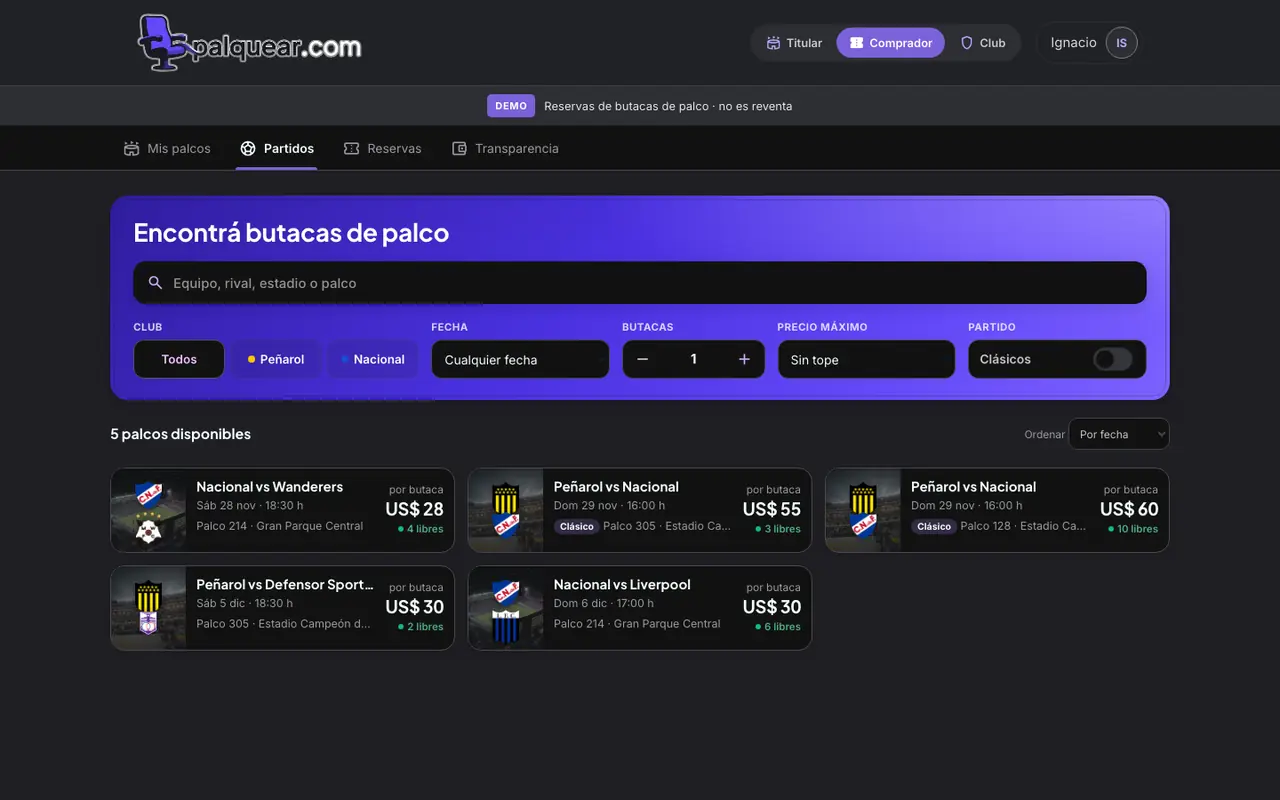 palquear.com
Titular
Comprador
Club
Ignacio
IS
DEMO
Reservas de butacas de palco · no es reventa
Mis palcos
Partidos
Reservas
Transparencia
Encontrá butacas de palco
Equipo, rival, estadio o palco
CLUB
Todos
Peñarol
Nacional
FECHA
Cualquier fecha
BUTACAS
− 1 +
PRECIO MÁXIMO
Sin tope
PARTIDO
Clásicos
5 palcos disponibles
Ordenar
Por fecha
Nacional vs Wanderers
Sáb 28 nov · 18:30 h
Palco 214 · Gran Parque Central
por butaca
US$ 28
4 libres
Peñarol vs Nacional
Dom 29 nov · 16:00 h
Clásico Palco 305 · Estadio Ca...
por butaca
US$ 55
3 libres
Peñarol vs Nacional
Dom 29 nov · 16:00 h
Clásico Palco 128 · Estadio Ca...
por butaca
US$ 60
10 libres
Peñarol vs Defensor Sport...
Sáb 5 dic · 18:30 h
Palco 305 · Estadio Campeón d...
por butaca
US$ 30
2 libres
Nacional vs Liverpool
Dom 6 dic · 17:00 h
Palco 214 · Gran Parque Central
por butaca
US$ 30
6 libres